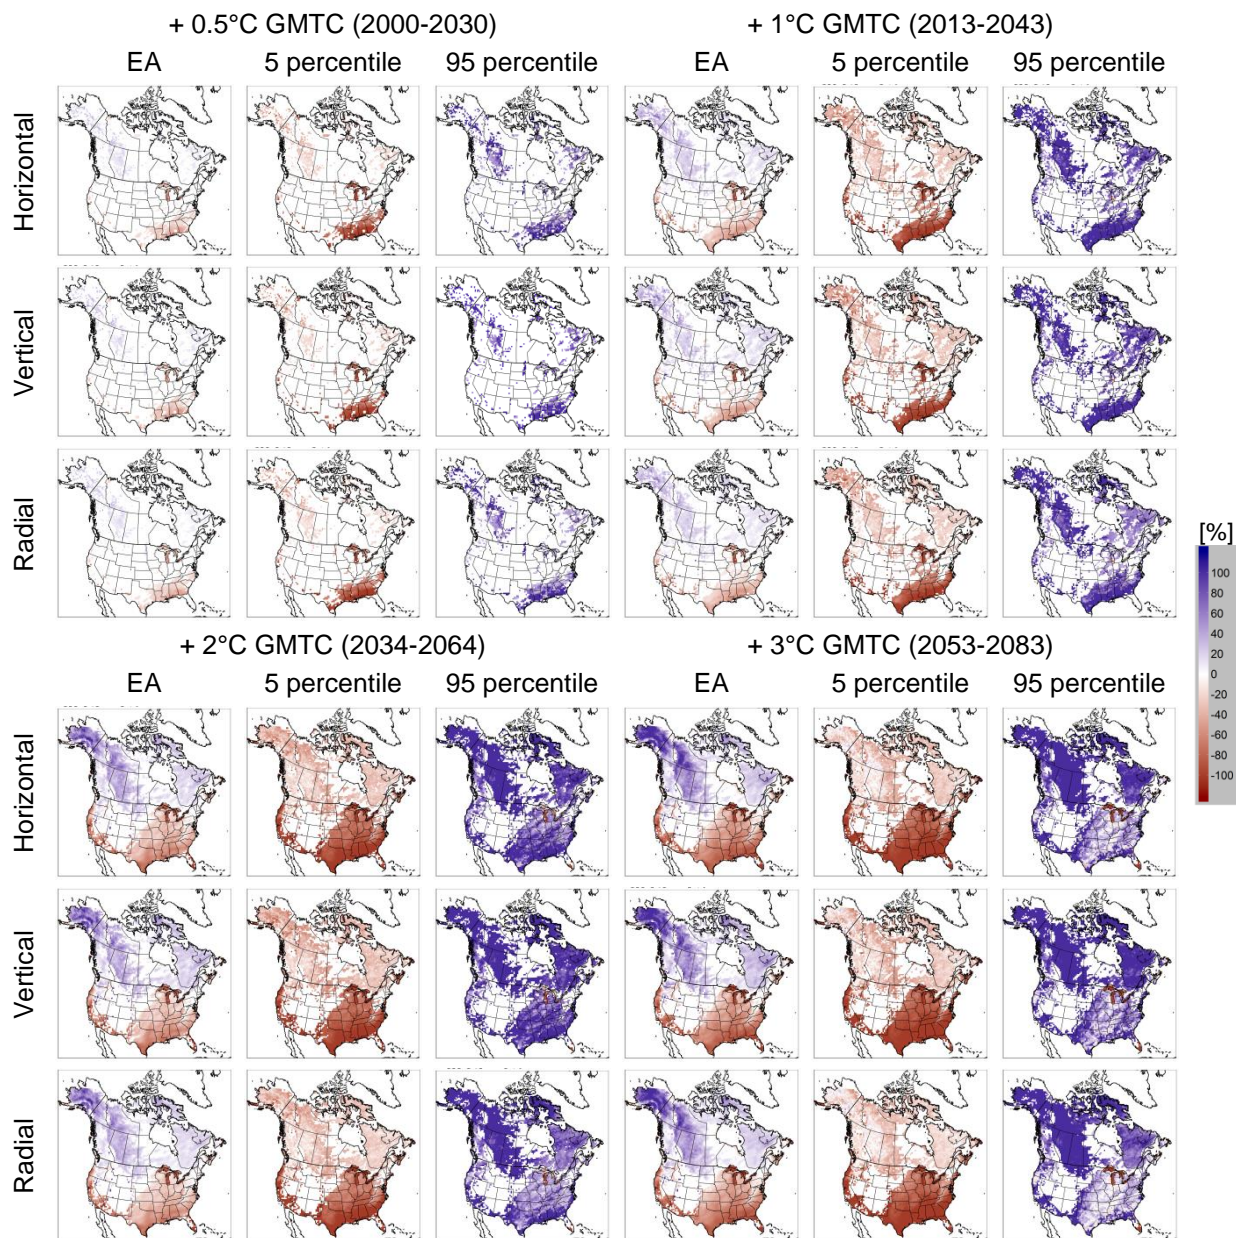 + 0.5°C GMTC (2000-2030) + 1°C GMTC (2013-2043)
EA 5 percentile 95 percentile EA 5 percentile 95 percentile
Horizontal
Vertical
Radial
[%]
100
80
60
40
20
0
-20
-40
-60
-80
-100
+ 2°C GMTC (2034-2064) + 3°C GMTC (2053-2083)
EA 5 percentile 95 percentile EA 5 percentile 95 percentile
Horizontal
Vertical
Radial